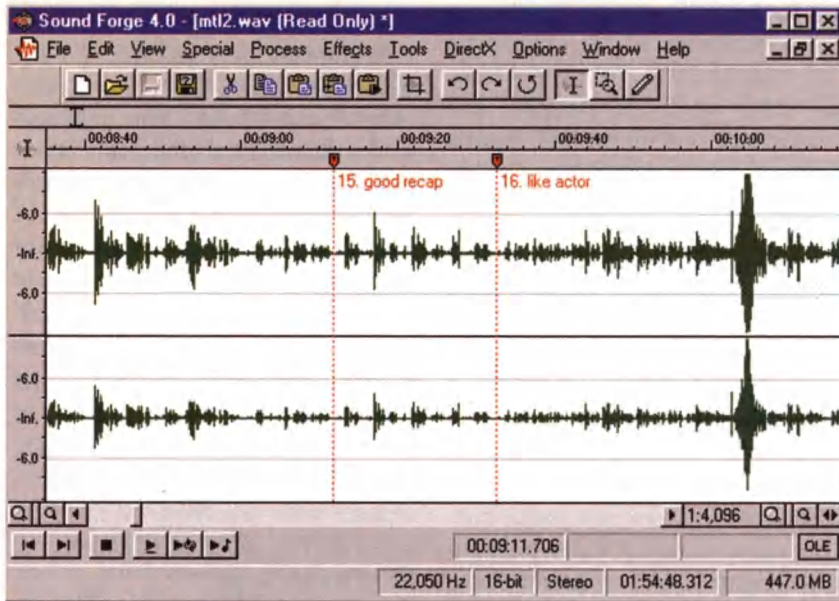 Sound Forge 4.0 - [mtl2.wav (Read Only) *]
File Edit View Special Process Effects Tools DirectX Options Window Help
00:08:40 00:09:00 00:09:20 00:09:40 00:10:00
15. good recap 16. like actor
-6.0
-Inf.
-6.0
-6.0
-Inf.
-6.0
1:4,096
00:09:11.706 OLE
22,050 Hz 16-bit Stereo 01:54:48.312 447.0 MB